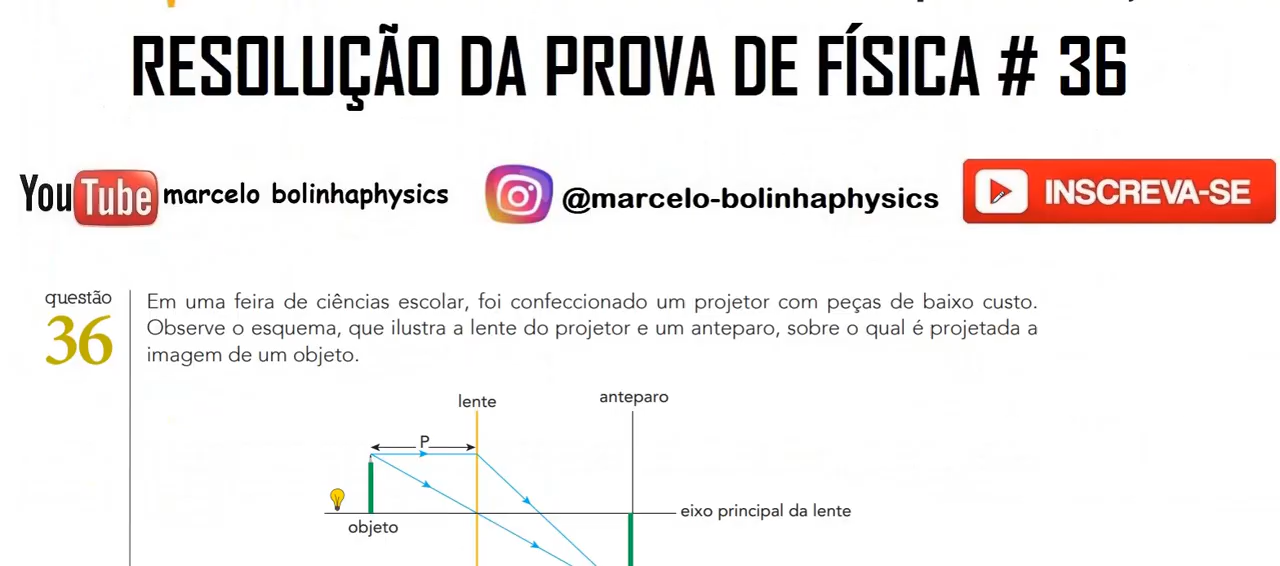 RESOLUÇÃO DA PROVA DE FÍSICA # 36
YouTube marcelo bolinhaphysics
@marcelo-bolinhaphysics
INSCREVA-SE
questão
36
Em uma feira de ciências escolar, foi confeccionado um projetor com peças de baixo custo.
Observe o esquema, que ilustra a lente do projetor e um anteparo, sobre o qual é projetada a
imagem de um objeto.
lente
anteparo
P
eixo principal da lente
objeto